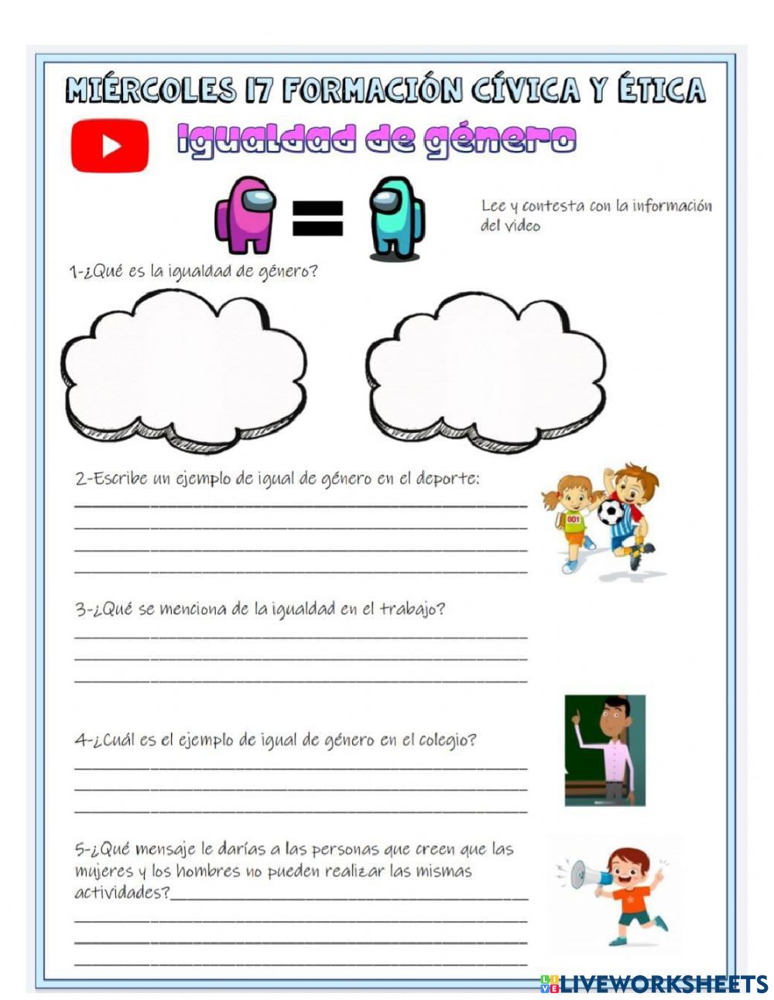 MIÉRCOLES 17 FORMACIÓN CÍVICA Y ÉTICA
Igualdad de género
Lee y contesta con la información
del video
1-¿Qué es la igualdad de género?
2-Escribe un ejemplo de igual de género en el deporte:
001
3-¿Qué se menciona de la igualdad en el trabajo?
4-¿Cuál es el ejemplo de igual de género en el colegio?
5-¿Qué mensaje le darías a las personas que creen que las
mujeres y los hombres no pueden realizar las mismas
actividades?
LIVE LIVEWORKSHEETS